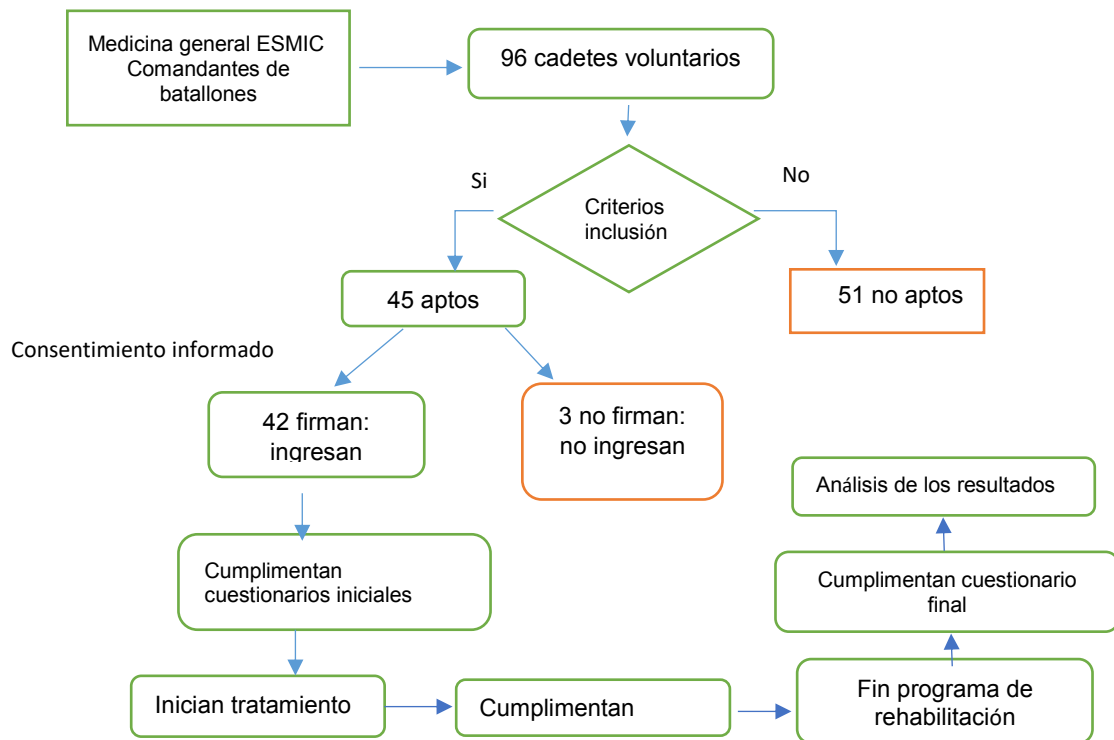 Medicina general ESMIC
Comandantes de
batallones
96 cadetes voluntarios
Si
No
Criterios
inclusión
45 aptos
51 no aptos
Consentimiento informado
42 firman:
ingresan
3 no firman:
no ingresan
Cumplimentan
cuestionarios iniciales
Inician tratamiento
Cumplimentan
Fin programa de
rehabilitación
Cumplimentan cuestionario
final
Análisis de los resultados